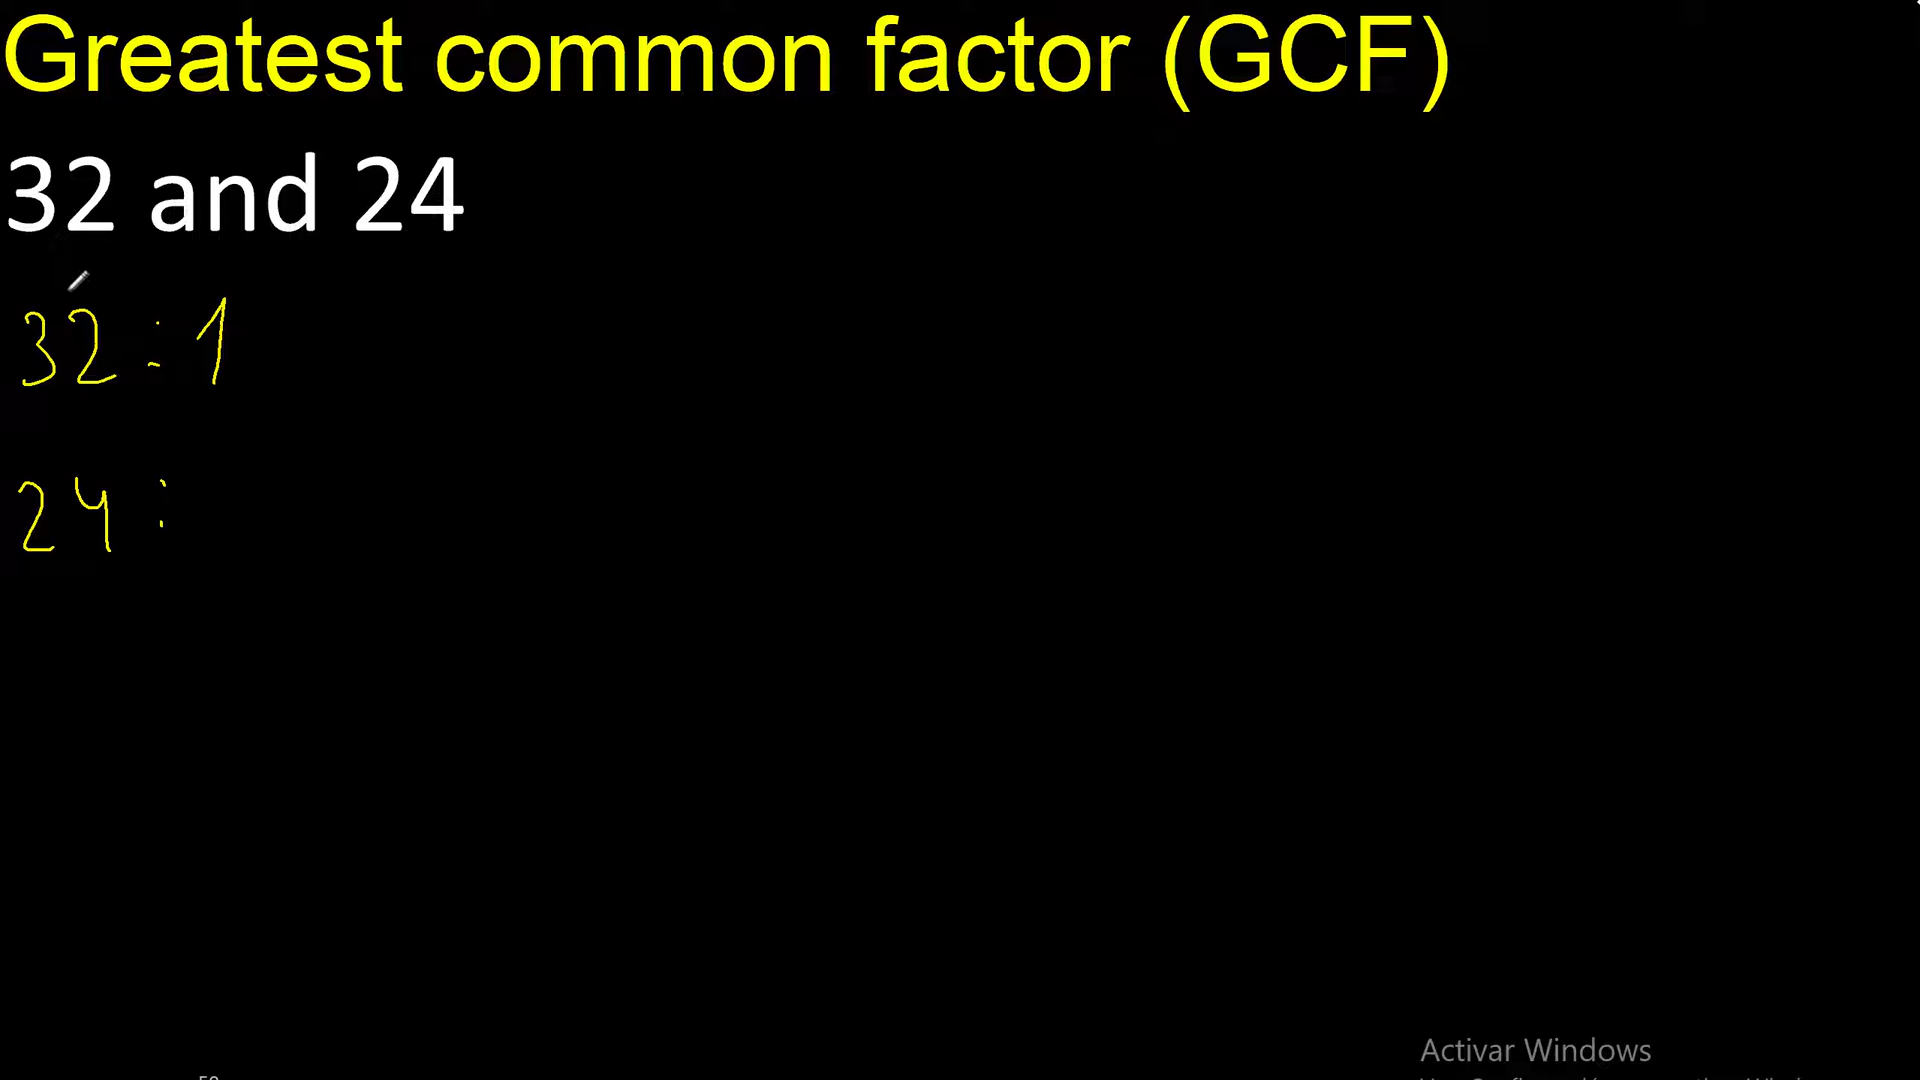 Greatest common factor (GCF)
32 and 24
32 : 1
24 :
Activar Windows